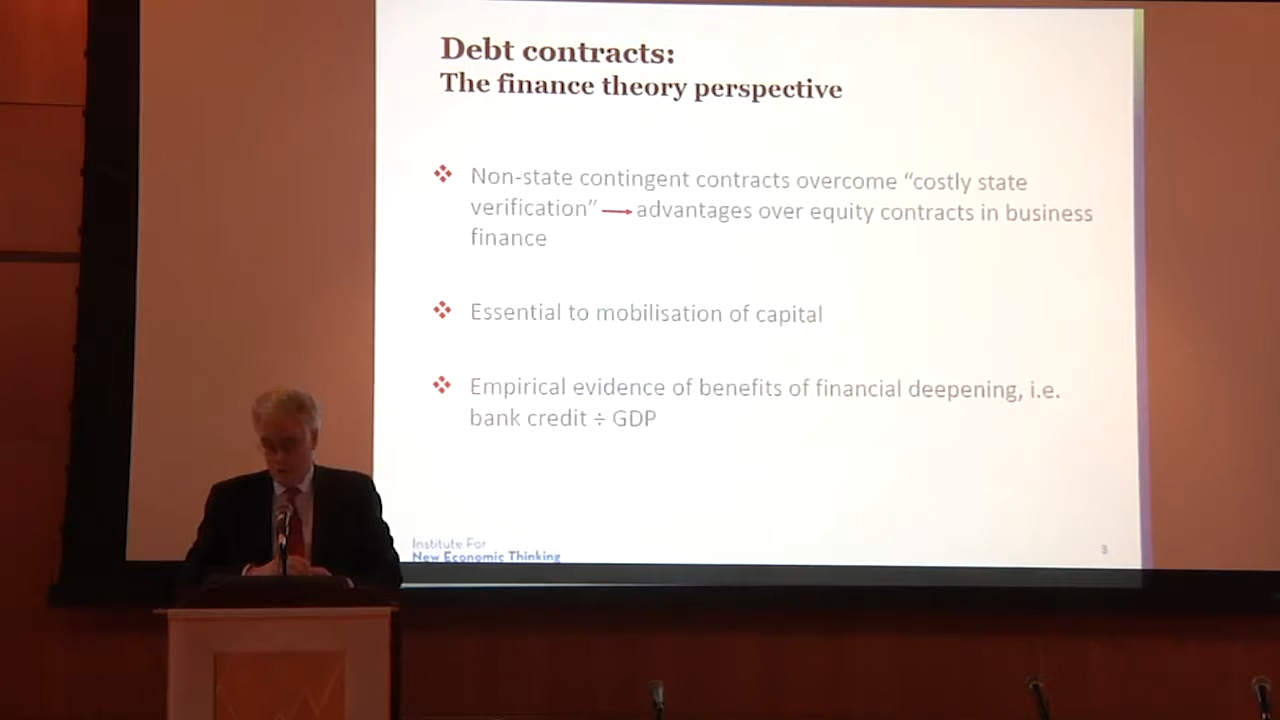 Debt contracts:
The finance theory perspective
Non-state contingent contracts overcome “costly state
verification” → advantages over equity contracts in business
finance
Essential to mobilisation of capital
Empirical evidence of benefits of financial deepening, i.e.
bank credit ÷ GDP
Institute For
New Economic Thinking
3